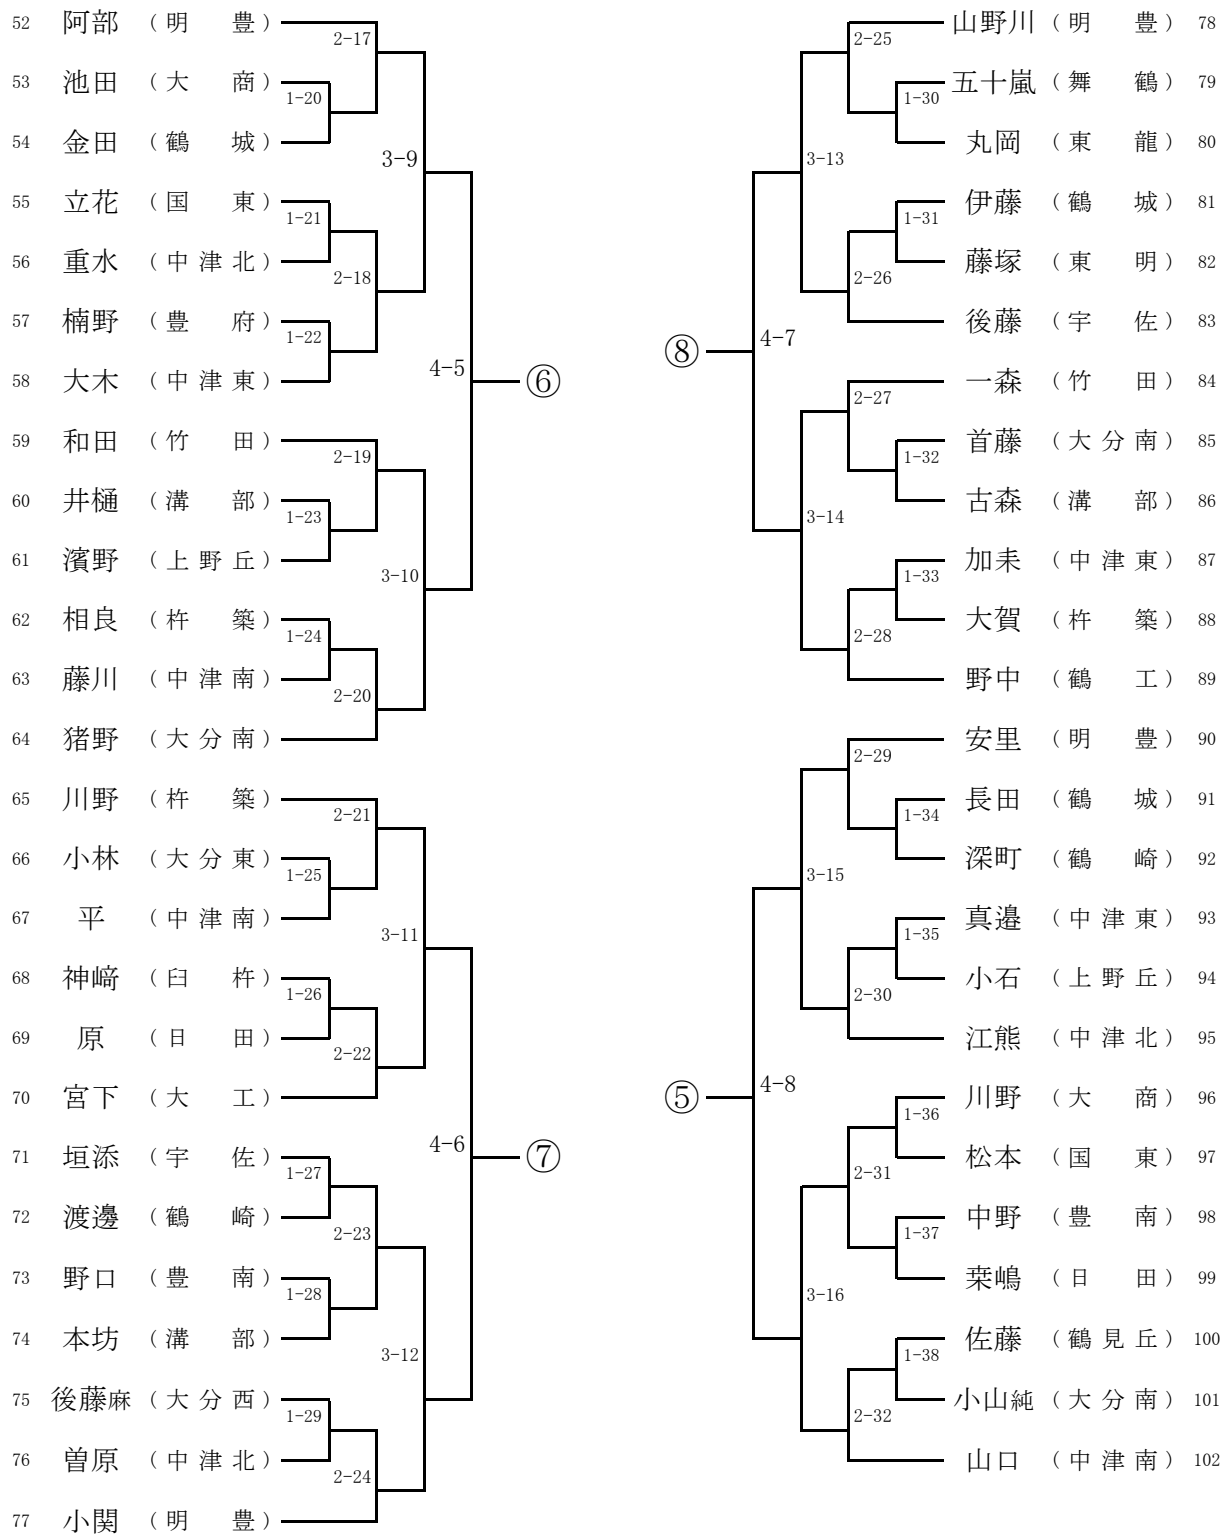 52 阿部 （明　豊）
2-17
53 池田 （大　商）
1-20
54 金田 （鶴　城）
3-9
55 立花 （国　東）
1-21
56 重水 （中津北）
2-18
57 楠野 （豊　府）
1-22
58 大木 （中津東）
4-5
⑥
59 和田 （竹　田）
2-19
60 井樋 （溝　部）
1-23
61 濱野 （上野丘）
3-10
62 相良 （杵　築）
1-24
63 藤川 （中津南）
2-20
64 猪野 （大分南）
65 川野 （杵　築）
2-21
66 小林 （大分東）
1-25
67 平 （中津南）
3-11
68 神﨑 （臼　杵）
1-26
69 原 （日　田）
2-22
70 宮下 （大　工）
4-6
⑦
71 垣添 （宇　佐）
1-27
72 渡邊 （鶴　崎）
2-23
73 野口 （豊　南）
1-28
74 本坊 （溝　部）
3-12
75 後藤麻 （大分西）
1-29
76 曽原 （中津北）
2-24
77 小関 （明　豊）
山野川 （明　豊） 78
2-25
五十嵐 （舞　鶴） 79
1-30
丸岡 （東　龍） 80
3-13
伊藤 （鶴　城） 81
1-31
藤塚 （東　明） 82
2-26
後藤 （宇　佐） 83
⑧
4-7
一森 （竹　田） 84
2-27
首藤 （大分南） 85
1-32
古森 （溝　部） 86
3-14
加耒 （中津東） 87
1-33
大賀 （杵　築） 88
2-28
野中 （鶴　工） 89
安里 （明　豊） 90
2-29
長田 （鶴　城） 91
1-34
深町 （鶴　崎） 92
3-15
真邉 （中津東） 93
1-35
小石 （上野丘） 94
2-30
江熊 （中津北） 95
⑤
4-8
川野 （大　商） 96
1-36
松本 （国　東） 97
2-31
中野 （豊　南） 98
1-37
桒嶋 （日　田） 99
3-16
佐藤 （鶴見丘） 100
1-38
小山純 （大分南） 101
2-32
山口 （中津南） 102